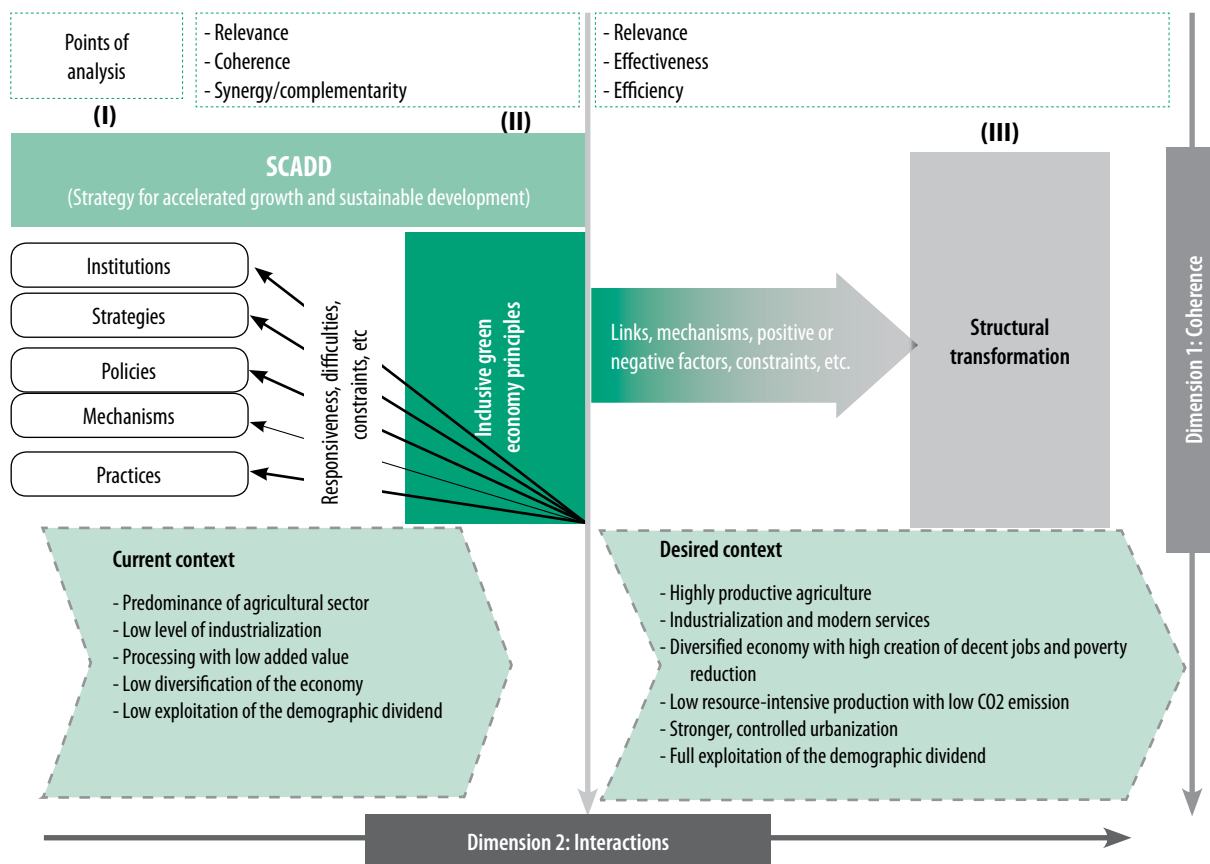 Points of
analysis
- Relevance
- Coherence
- Synergy/complementarity
- Relevance
- Effectiveness
- Efficiency
(I)
(II)
(III)
SCADD
(Strategy for accelerated growth and sustainable development)
Institutions
Strategies
Policies
Mechanisms
Practices
Responsiveness, difficulties,
constraints, etc
Inclusive green
economy principles
Links, mechanisms, positive or
negative factors, constraints, etc.
Structural
transformation
Dimension 1: Coherence
Current context
- Predominance of agricultural sector
- Low level of industrialization
- Processing with low added value
- Low diversification of the economy
- Low exploitation of the demographic dividend
Desired context
- Highly productive agriculture
- Industrialization and modern services
- Diversified economy with high creation of decent jobs and poverty
reduction
- Low resource-intensive production with low CO2 emission
- Stronger, controlled urbanization
- Full exploitation of the demographic dividend
Dimension 2: Interactions